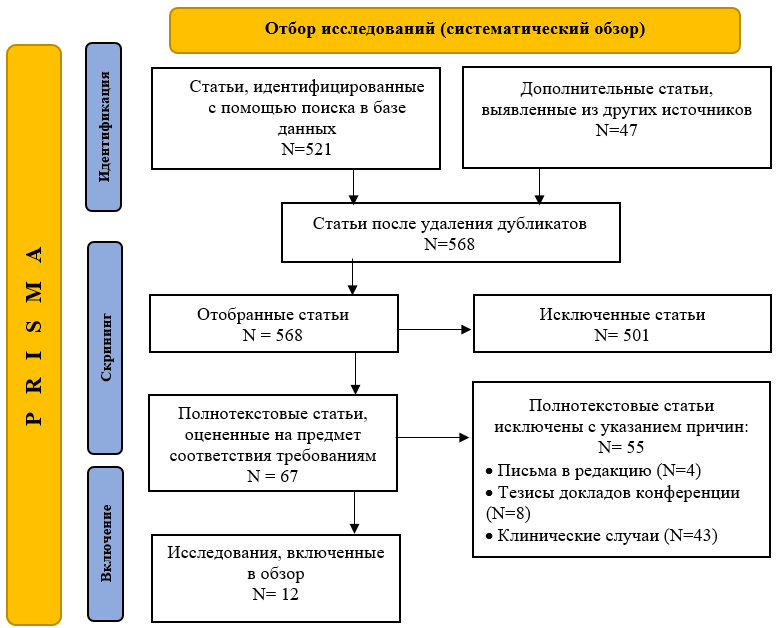 Отбор исследований (систематический обзор)
PRISMA
Идентификация
Статьи, идентифицированные
с помощью поиска в базе
данных
N=521
Дополнительные статьи,
выявленные из других источников
N=47
Статьи после удаления дубликатов
N=568
Скрининг
Отобранные статьи
N = 568
Исключенные статьи
N= 501
Полнотекстовые статьи,
оцененные на предмет
соответствия требованиям
N = 67
Полнотекстовые статьи
исключены с указанием причин:
N= 55
• Письма в редакцию (N=4)
• Тезисы докладов конференции
(N=8)
• Клинические случаи (N=43)
Включение
Исследования, включенные
в обзор
N= 12